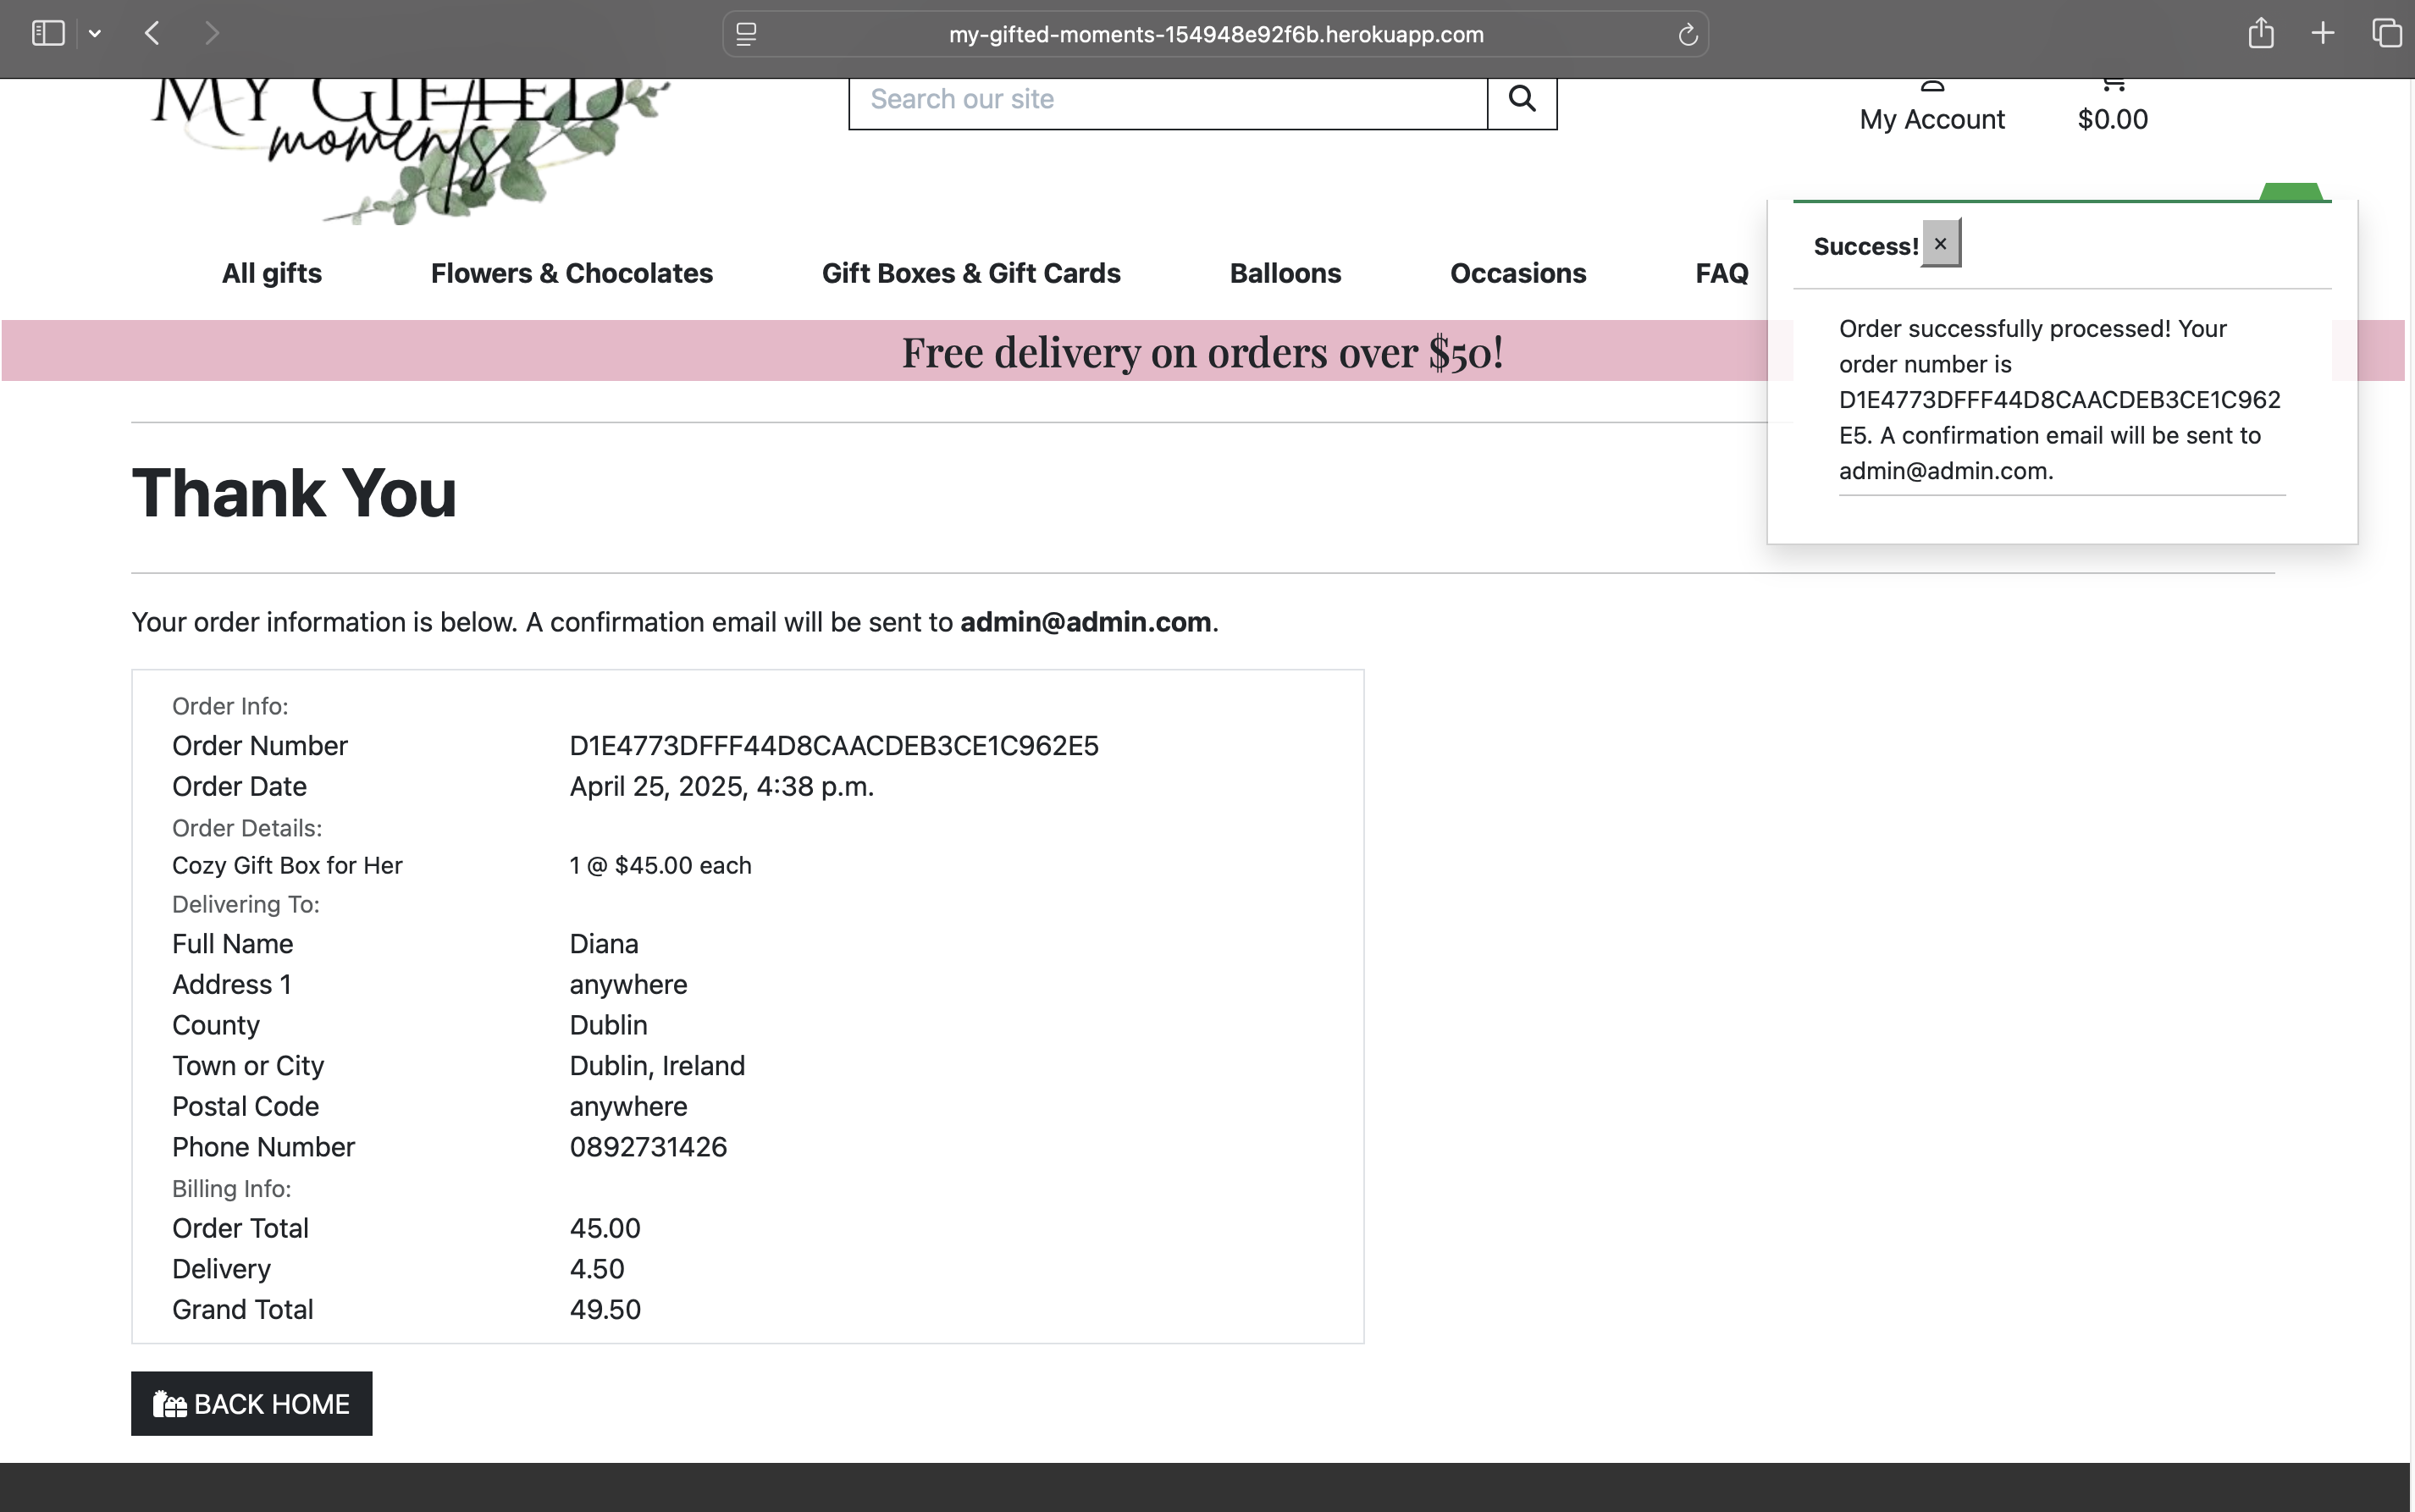 my-gifted-moments-154948e92f6b.herokuapp.com
MY GIFTED
moments
Search our site
My Account
$0.00
All gifts
Flowers & Chocolates
Gift Boxes & Gift Cards
Balloons
Occasions
FAQ
Free delivery on orders over $50!
Success! ×
Order successfully processed! Your
order number is
D1E4773DFFF44D8CAACDEB3CE1C962
E5. A confirmation email will be sent to
admin@admin.com.
Thank You
Your order information is below. A confirmation email will be sent to admin@admin.com.
Order Info:
Order Number D1E4773DFFF44D8CAACDEB3CE1C962E5
Order Date April 25, 2025, 4:38 p.m.
Order Details:
Cozy Gift Box for Her 1 @ $45.00 each
Delivering To:
Full Name Diana
Address 1 anywhere
County Dublin
Town or City Dublin, Ireland
Postal Code anywhere
Phone Number 0892731426
Billing Info:
Order Total 45.00
Delivery 4.50
Grand Total 49.50
BACK HOME